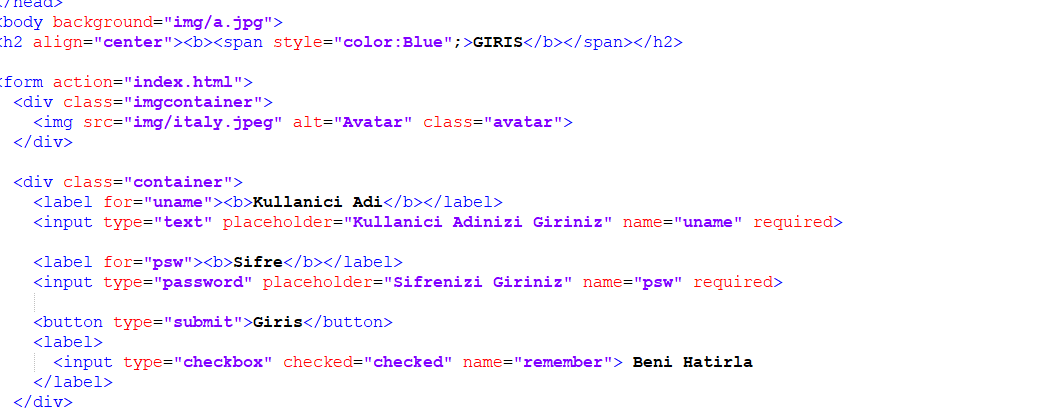 </head>
<body background="img/a.jpg">
<h2 align="center"><b><span style="color:Blue";>GIRIS</b></span></h2>
<form action="index.html">
<div class="imgcontainer">
<img src="img/italy.jpeg" alt="Avatar" class="avatar">
</div>
<div class="container">
<label for="uname"><b>Kullanici Adi</b></label>
<input type="text" placeholder="Kullanici Adinizi Giriniz" name="uname" required>
<label for="psw"><b>Sifre</b></label>
<input type="password" placeholder="Sifrenizi Giriniz" name="psw" required>
<button type="submit">Giris</button>
<label>
<input type="checkbox" checked="checked" name="remember"> Beni Hatirla
</label>
</div>